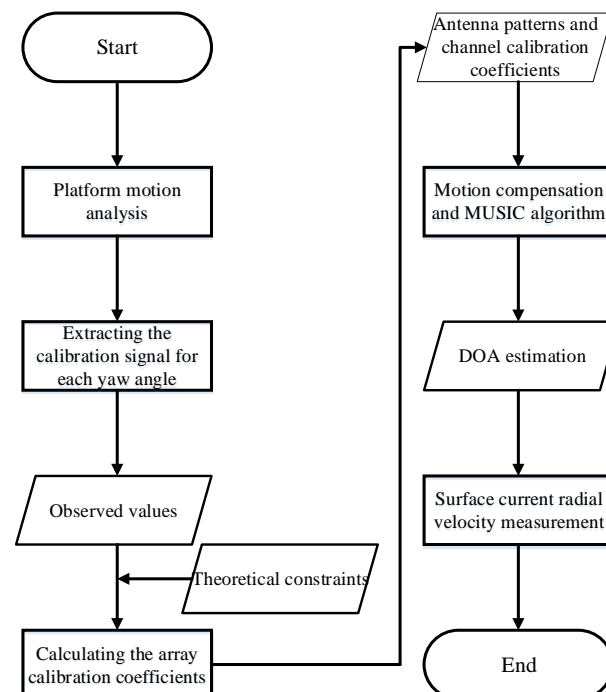 Start
Platform motion
analysis
Extracting the
calibration signal for
each yaw angle
Observed values
Theoretical constraints
Calculating the array
calibration coefficients
Antenna patterns and
channel calibration
coefficients
Motion compensation
and MUSIC algorithm
DOA estimation
Surface current radial
velocity measurement
End